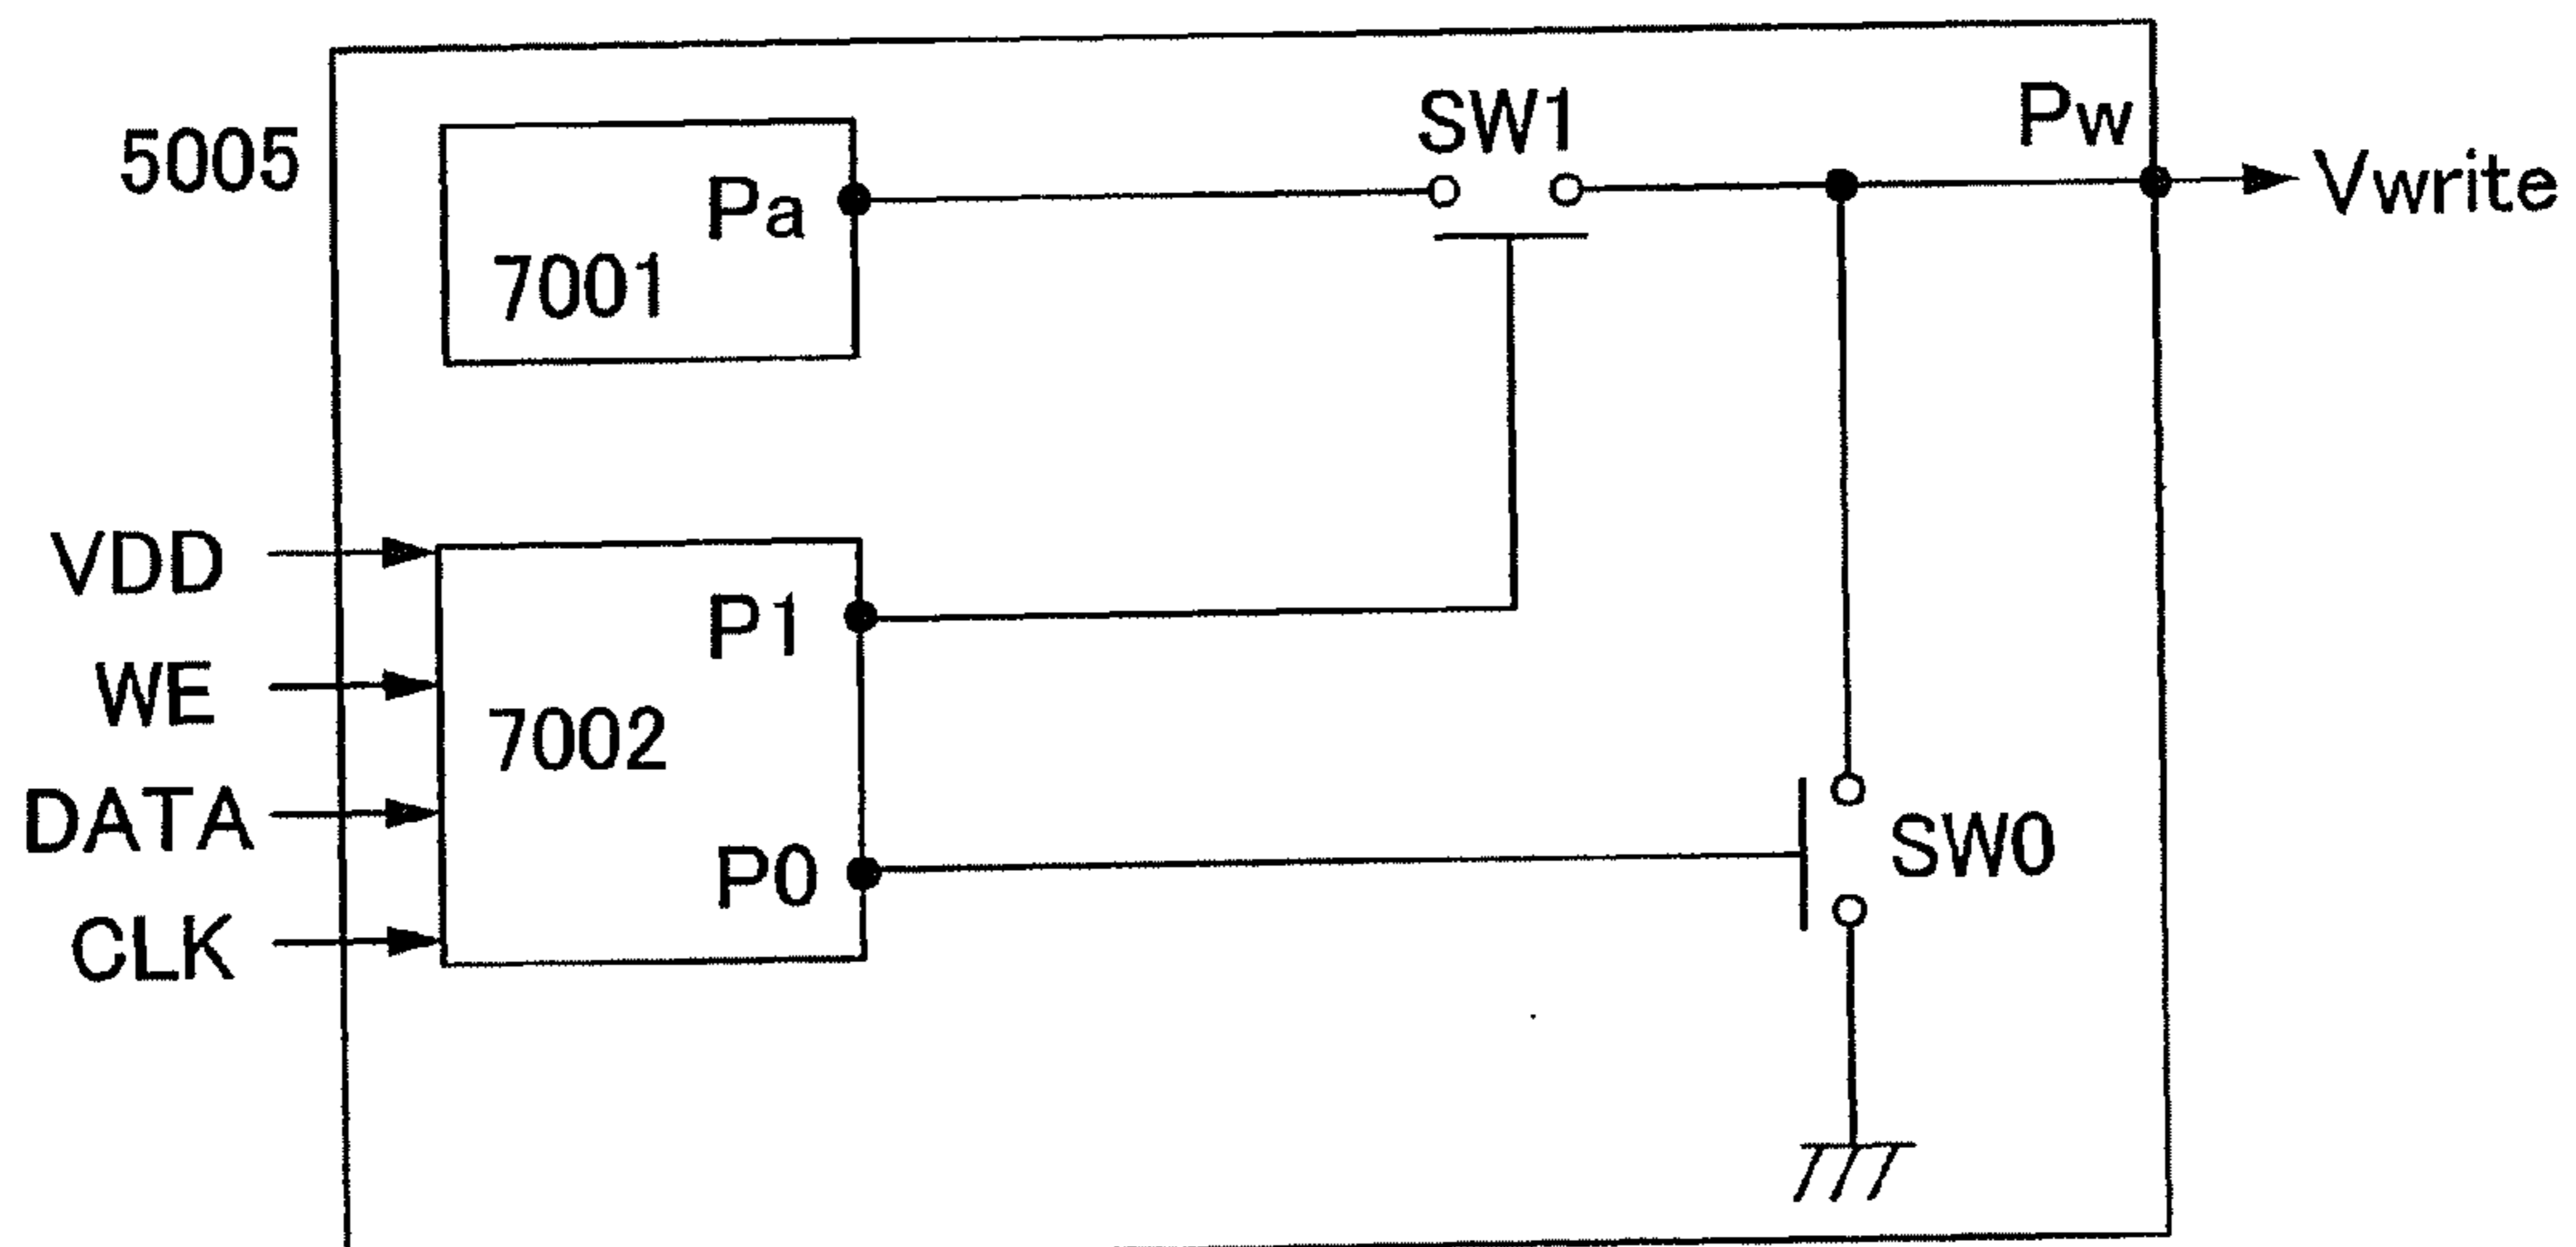 5005
SW1
Pw
Pa
Vwrite
7001
VDD
P1
WE
7002
DATA
P0
SW0
CLK